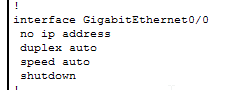 !
interface GigabitEthernet0/0
 no ip address
 duplex auto
 speed auto
 shutdown
!